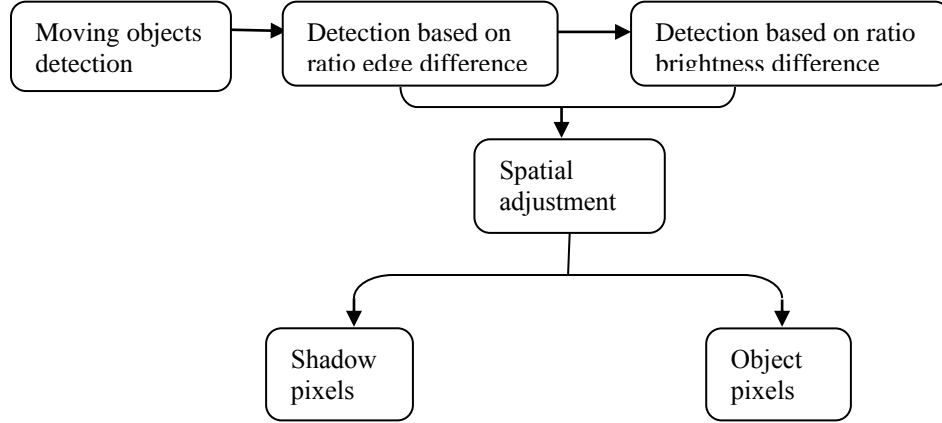 Moving objects
detection
Detection based on
ratio edge difference
Detection based on ratio
brightness difference
Spatial
adjustment
Shadow
pixels
Object
pixels